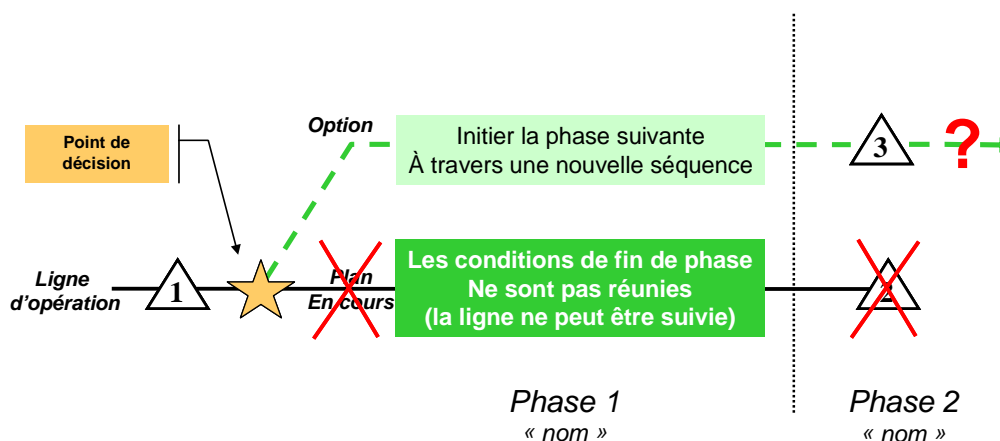 Point de
décision
Option
Initier la phase suivante
À travers une nouvelle séquence
3
?
Ligne
d'opération
1
Plan
En cours
Les conditions de fin de phase
Ne sont pas réunies
(la ligne ne peut être suivie)
2
Phase 1
« nom »
Phase 2
« nom »